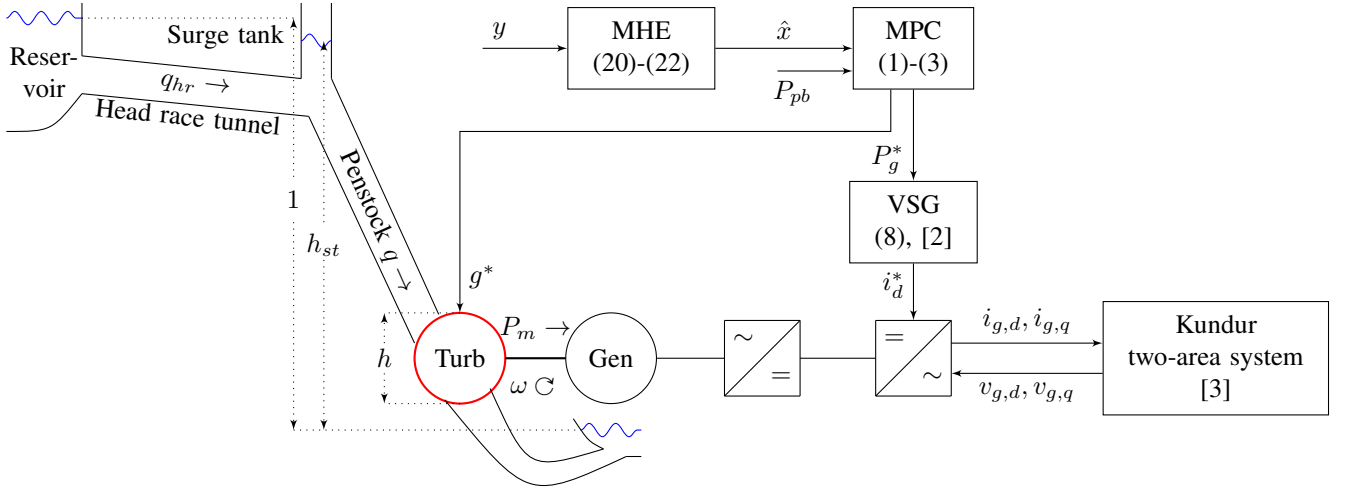 Surge tank
Reser-
voir
q_{hr} →
Head race tunnel
1
h_{st}
Penstock q →
y
MHE
(20)-(22)
x̂
P_{pb}
MPC
(1)-(3)
P_g^*
VSG
(8), [2]
i_d^*
g^*
h
Turb
P_m →
ω ↻
Gen
∼
=
=
∼
i_{g,d}, i_{g,q}
v_{g,d}, v_{g,q}
Kundur
two-area system
[3]